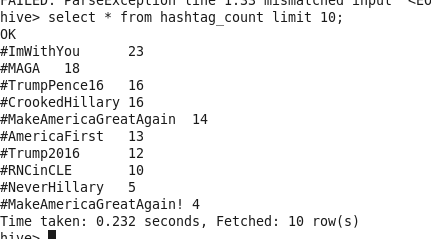 FAILED: ParseException line 1:33 mismatched input '<EO
hive> select * from hashtag_count limit 10;
OK
#ImWithYou	23
#MAGA	18
#TrumpPence16	16
#CrookedHillary	16
#MakeAmericaGreatAgain	14
#AmericaFirst	13
#Trump2016	12
#RNCinCLE	10
#NeverHillary	5
#MakeAmericaGreatAgain!	4
Time taken: 0.232 seconds, Fetched: 10 row(s)
hive>